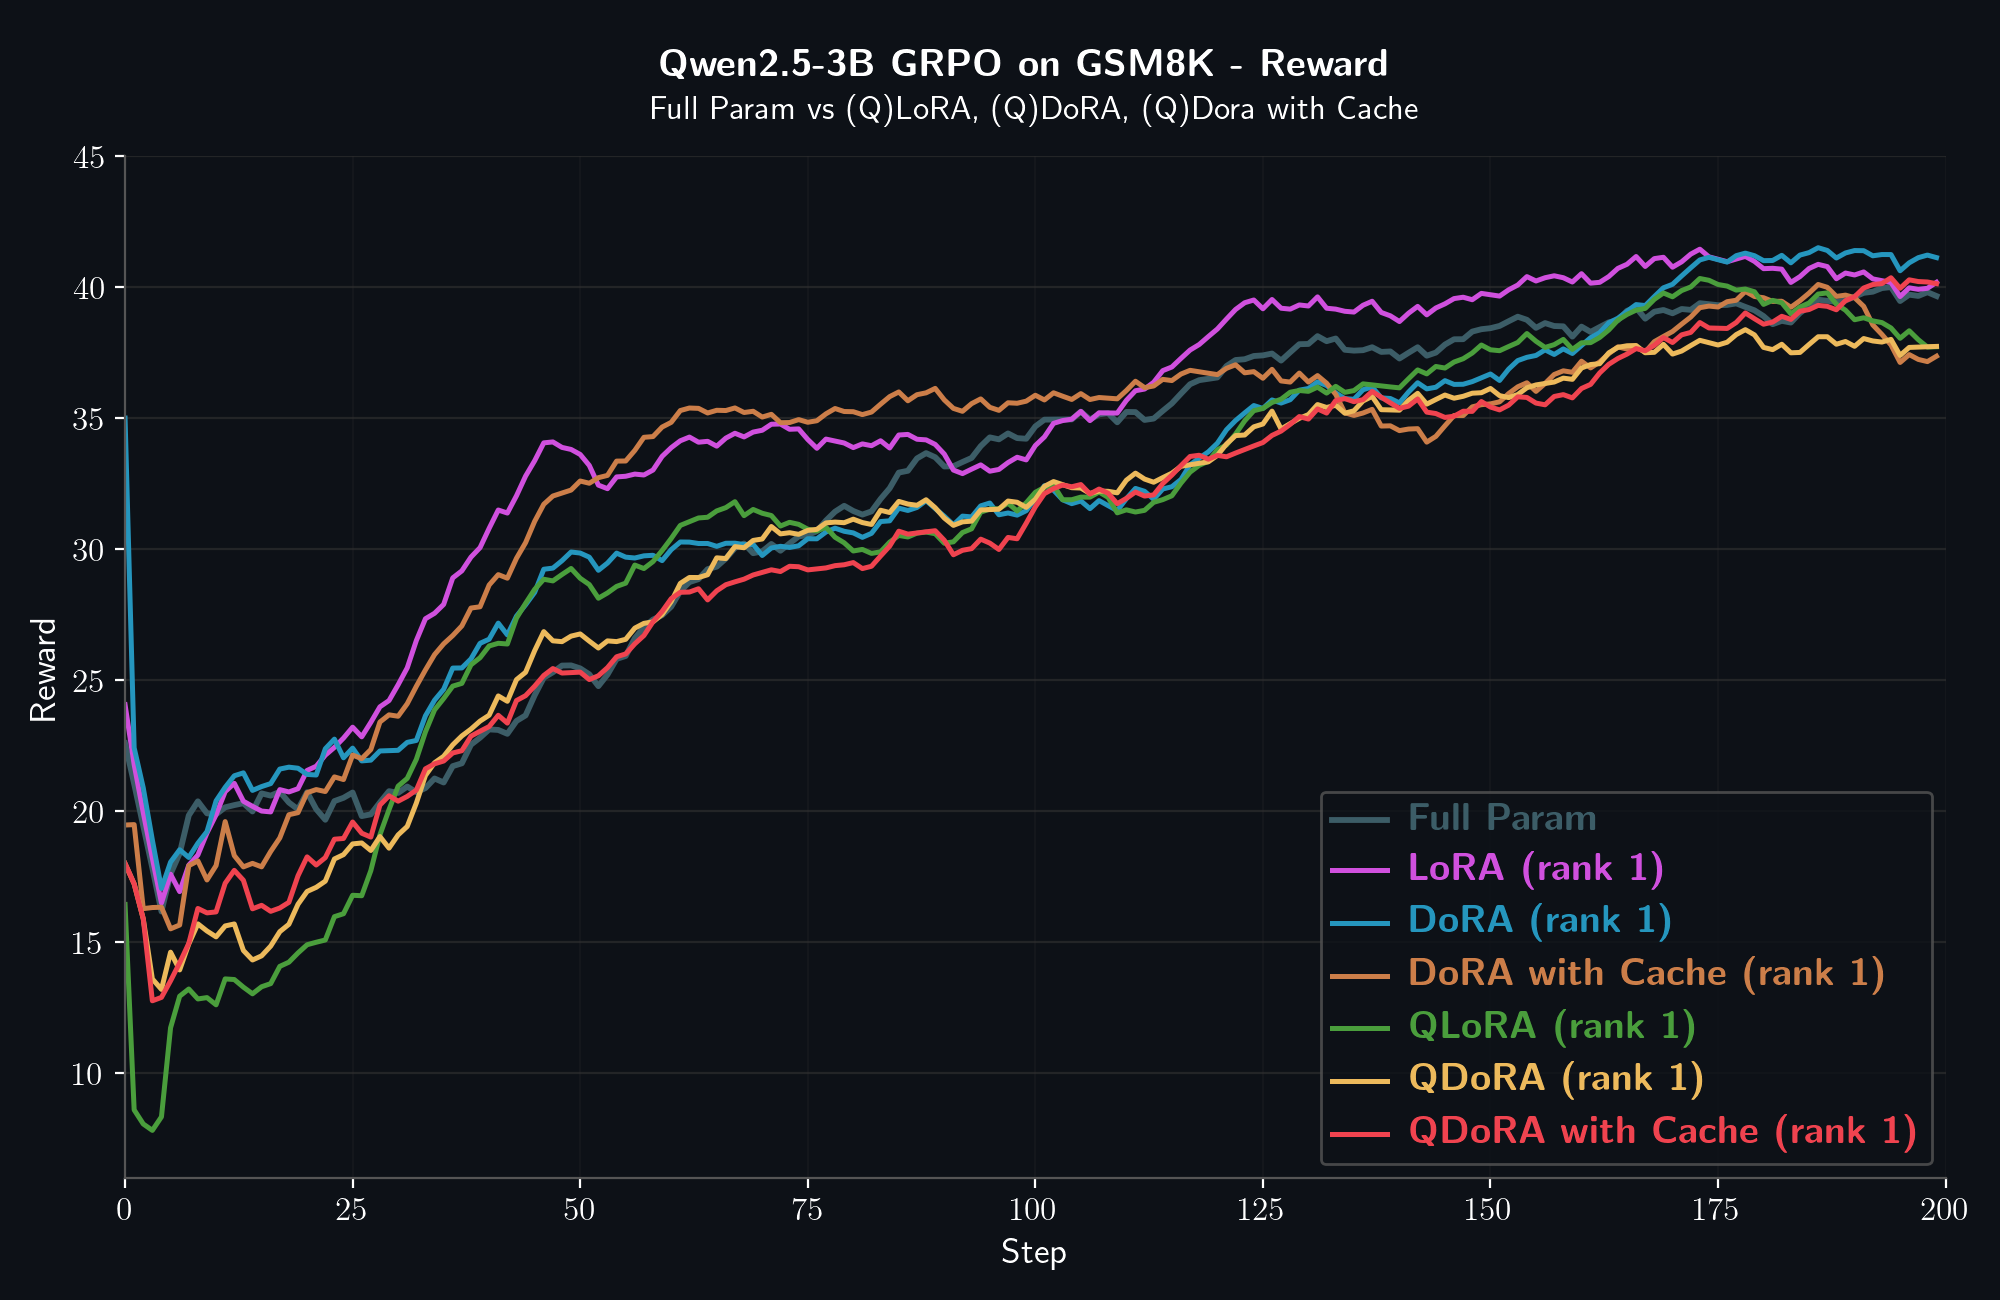 Qwen2.5-3B GRPO on GSM8K - Reward
Full Param vs (Q)LoRA, (Q)DoRA, (Q)Dora with Cache
45
40
35
30
25
20
15
10
Reward
Full Param
LoRA (rank 1)
DoRA (rank 1)
DoRA with Cache (rank 1)
QLoRA (rank 1)
QDoRA (rank 1)
QDoRA with Cache (rank 1)
0 25 50 75 100 125 150 175 200
Step